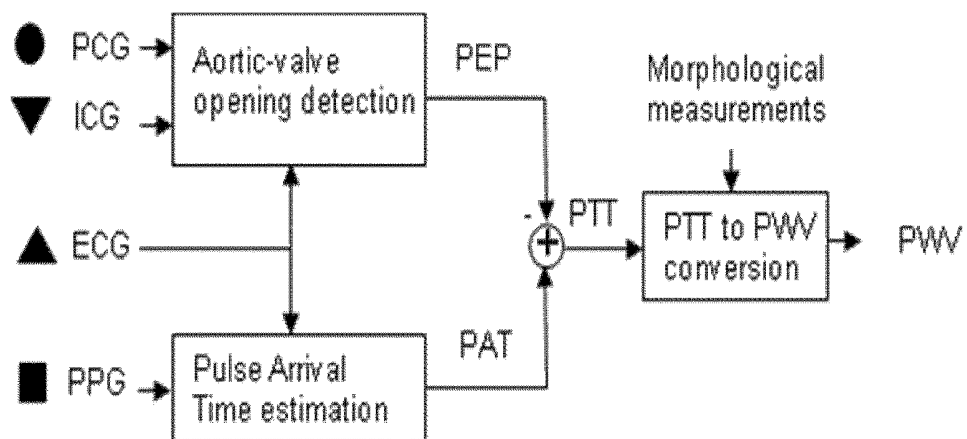 PCG
Aortic-valve
opening detection
PEP
ICG
Morphological
measurements
ECG
-
+
PTT
PTT to PWV
conversion
PWV
PAT
PPG
Pulse Arrival
Time estimation